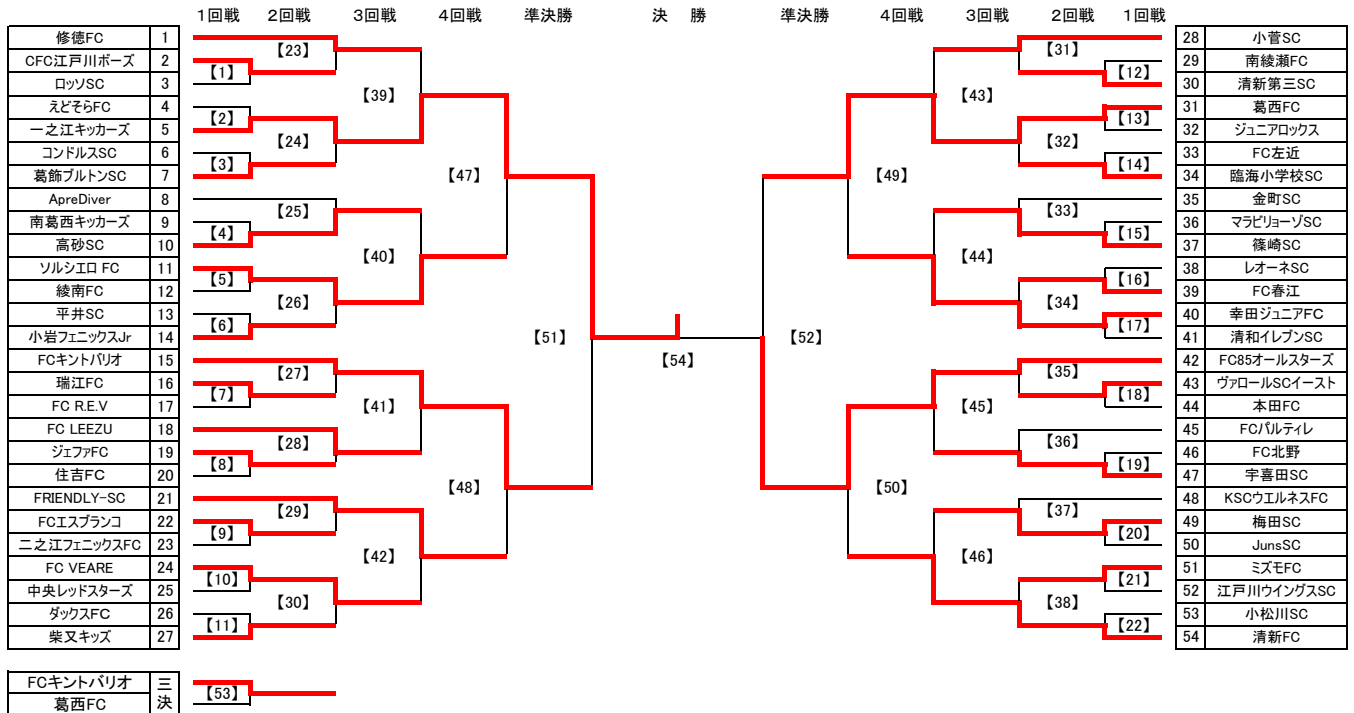 1回戦 2回戦 3回戦 4回戦 準決勝 決 勝 準決勝 4回戦 3回戦 2回戦 1回戦
修徳FC 1 28 小菅SC
【23】 【31】
CFC江戸川ボーズ 2 29 南綾瀬FC
【1】 【12】
ロッソSC 3 30 清新第三SC
【39】 【43】
えどそらFC 4 31 葛西FC
【2】 【13】
一之江キッカーズ 5 32 ジュニアロックス
【24】 【32】
コンドルスSC 6 33 FC左近
【3】 【14】
葛飾ブルトンSC 7 34 臨海小学校SC
【47】 【49】
ApreDiver 8 35 金町SC
【25】 【33】
南葛西キッカーズ 9 36 マラビリョーゾSC
【4】 【15】
高砂SC 10 37 篠崎SC
【40】 【44】
ソルシエロ FC 11 38 レオーネSC
【5】 【16】
綾南FC 12 39 FC春江
【26】 【34】
平井SC 13 40 幸田ジュニアFC
【6】 【17】
小岩フェニックスJr 14 41 清和イレブンSC
【51】 【52】
FCキントバリオ 15 42 FC85オールスターズ
【54】
【27】 【35】
瑞江FC 16 43 ヴァロールSCイースト
【7】 【18】
FC R.E.V 17 44 本田FC
【41】 【45】
FC LEEZU 18 45 FCパルティレ
【28】 【36】
ジェファFC 19 46 FC北野
【8】 【19】
住吉FC 20 47 宇喜田SC
【48】 【50】
FRIENDLY-SC 21 48 KSCウエルネスFC
【29】 【37】
FCエスブランコ 22 49 梅田SC
【9】 【20】
二之江フェニックスFC 23 50 JunsSC
【42】 【46】
FC VEARE 24 51 ミズモFC
【10】 【21】
中央レッドスターズ 25 52 江戸川ウイングスSC
【30】 【38】
ダックスFC 26 53 小松川SC
【11】 【22】
柴又キッズ 27 54 清新FC
FCキントバリオ 三
【53】
葛西FC 決